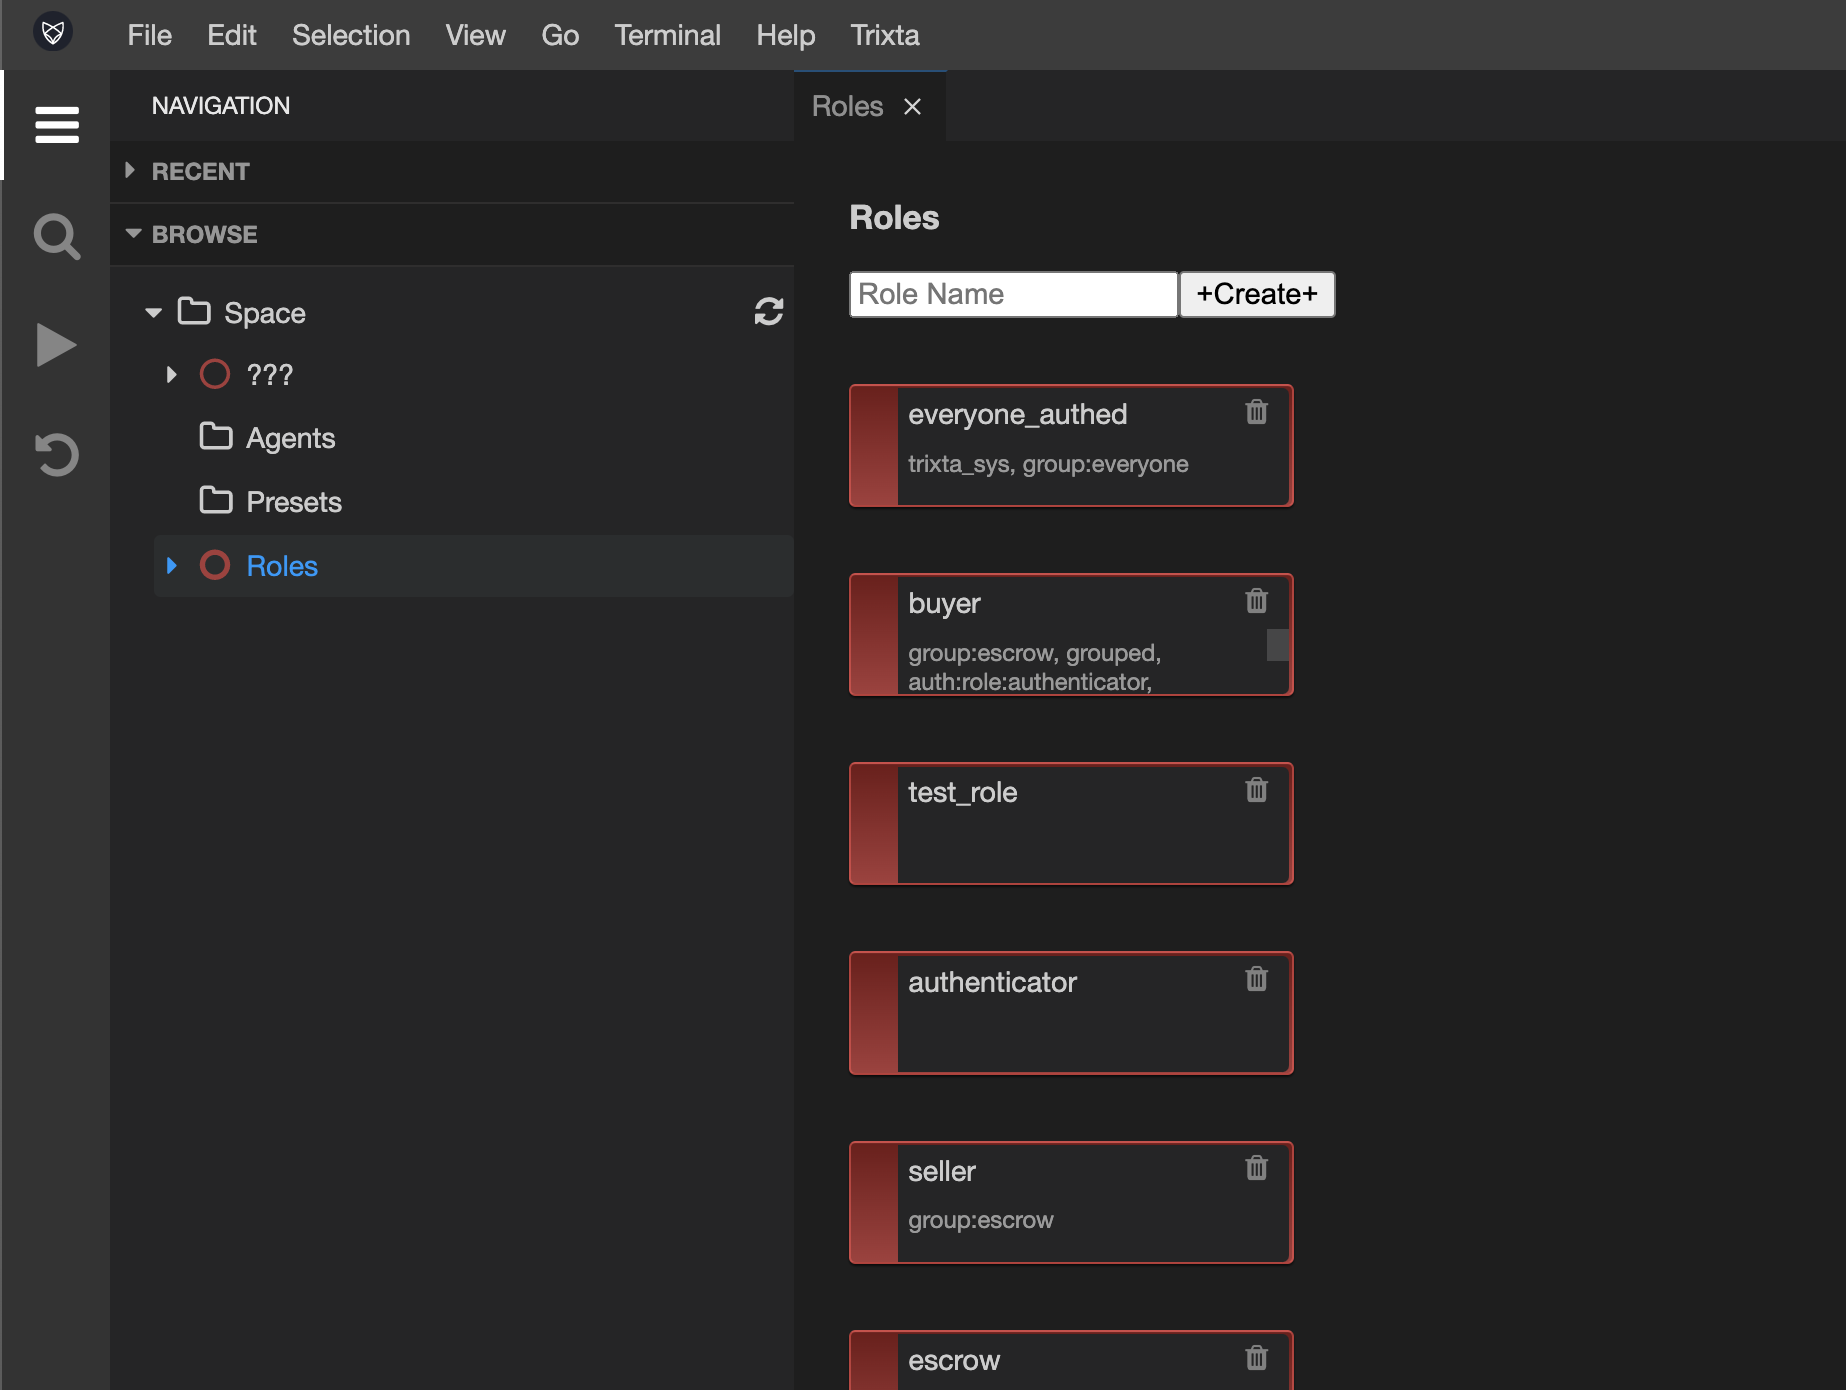 File Edit Selection View Go Terminal Help Trixta
NAVIGATION
RECENT
BROWSE
Space
???
Agents
Presets
Roles
Roles
Roles
Role Name
+Create+
everyone_authed
trixta_sys, group:everyone
buyer
group:escrow, grouped,
auth:role:authenticator,
test_role
authenticator
seller
group:escrow
escrow